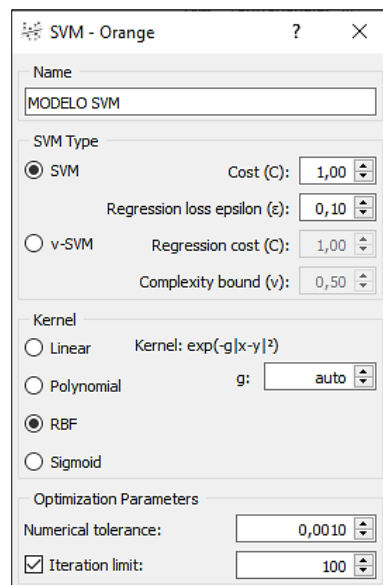 SVM - Orange ? ×
Name
MODELO SVM
SVM Type
SVM Cost (C): 1,00
Regression loss epsilon (ε): 0,10
ν-SVM Regression cost (C): 1,00
Complexity bound (ν): 0,50
Kernel
Linear Kernel: exp(-g|x-y|²)
g: auto
Polynomial
RBF
Sigmoid
Optimization Parameters
Numerical tolerance: 0,0010
Iteration limit: 100